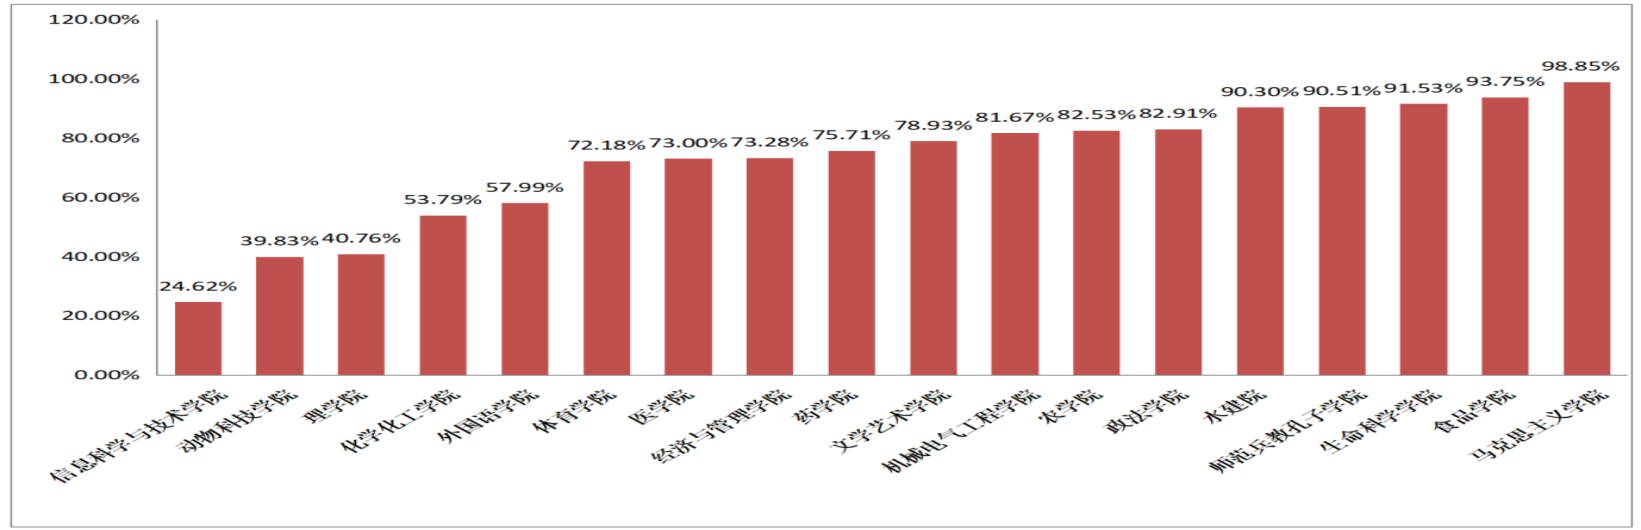 120.00%
100.00%
80.00%
60.00%
40.00%
20.00%
0.00%
24.62%
39.83%
40.76%
53.79%
57.99%
72.18%
73.00%
73.28%
75.71%
78.93%
81.67%
82.53%
82.91%
90.30%
90.51%
91.53%
93.75%
98.85%
信息科学与技术学院
动物科技学院
理学院
化学化工学院
外国语学院
体育学院
医学院
经济与管理学院
药学院
文学艺术学院
机械电气工程学院
农学院
政法学院
水建院
师范兵教孔子学院
生命科学学院
食品学院
马克思主义学院